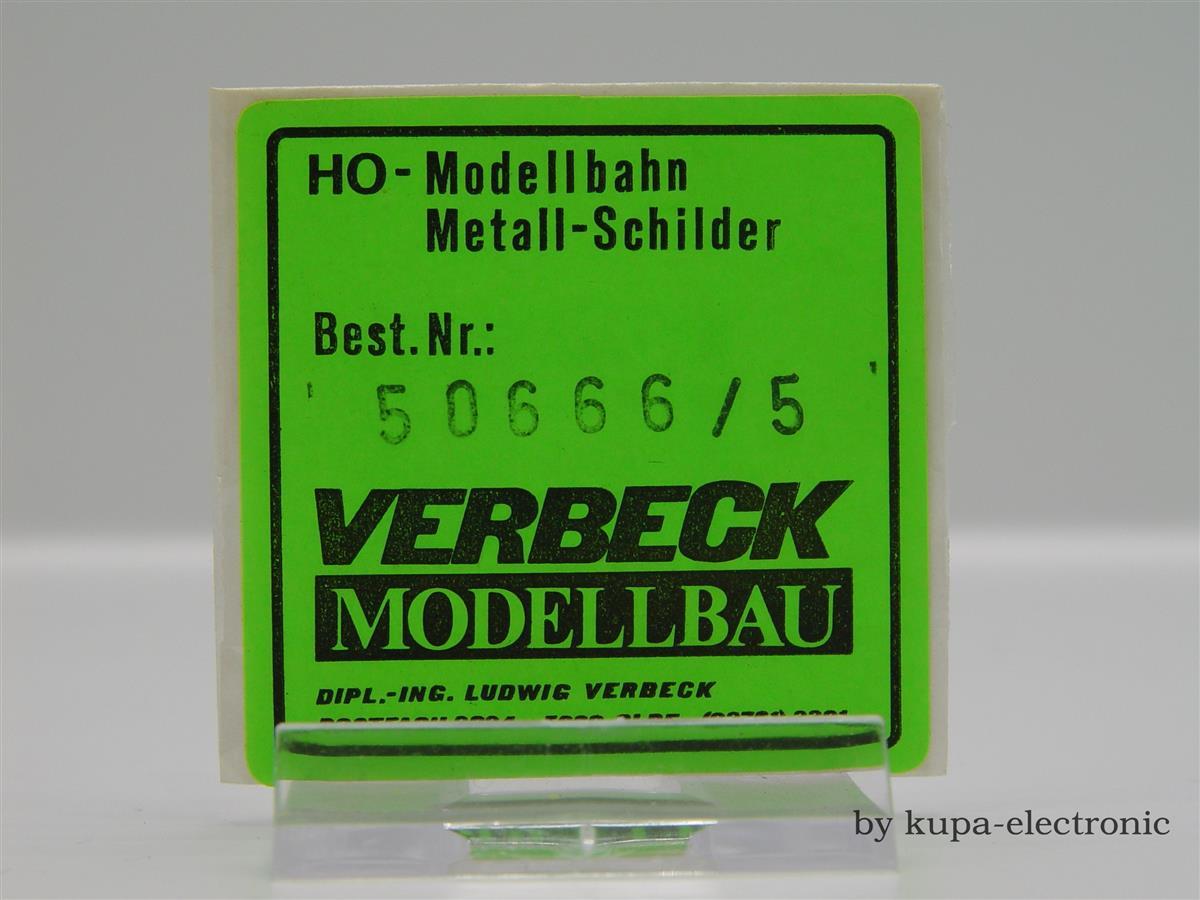 HO- Modellbahn
Metall-Schilder
Best.Nr.:
50666/5
VERBECK
MODELLBAU
DIPL.-ING. LUDWIG VERBECK
by kupa-electronic